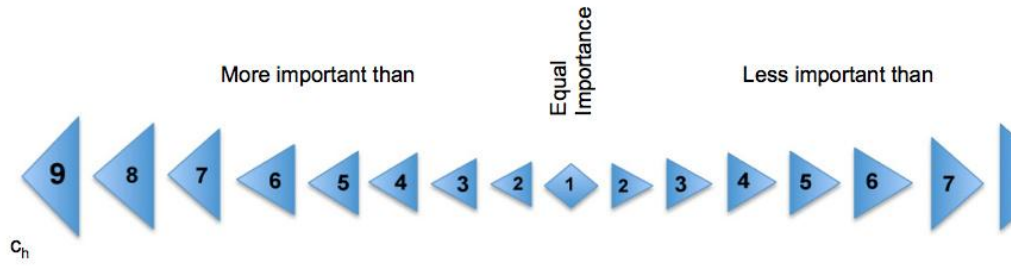 More important than
Equal
Importance
Less important than
9 8 7 6 5 4 3 2 1 2 3 4 5 6 7
c_h